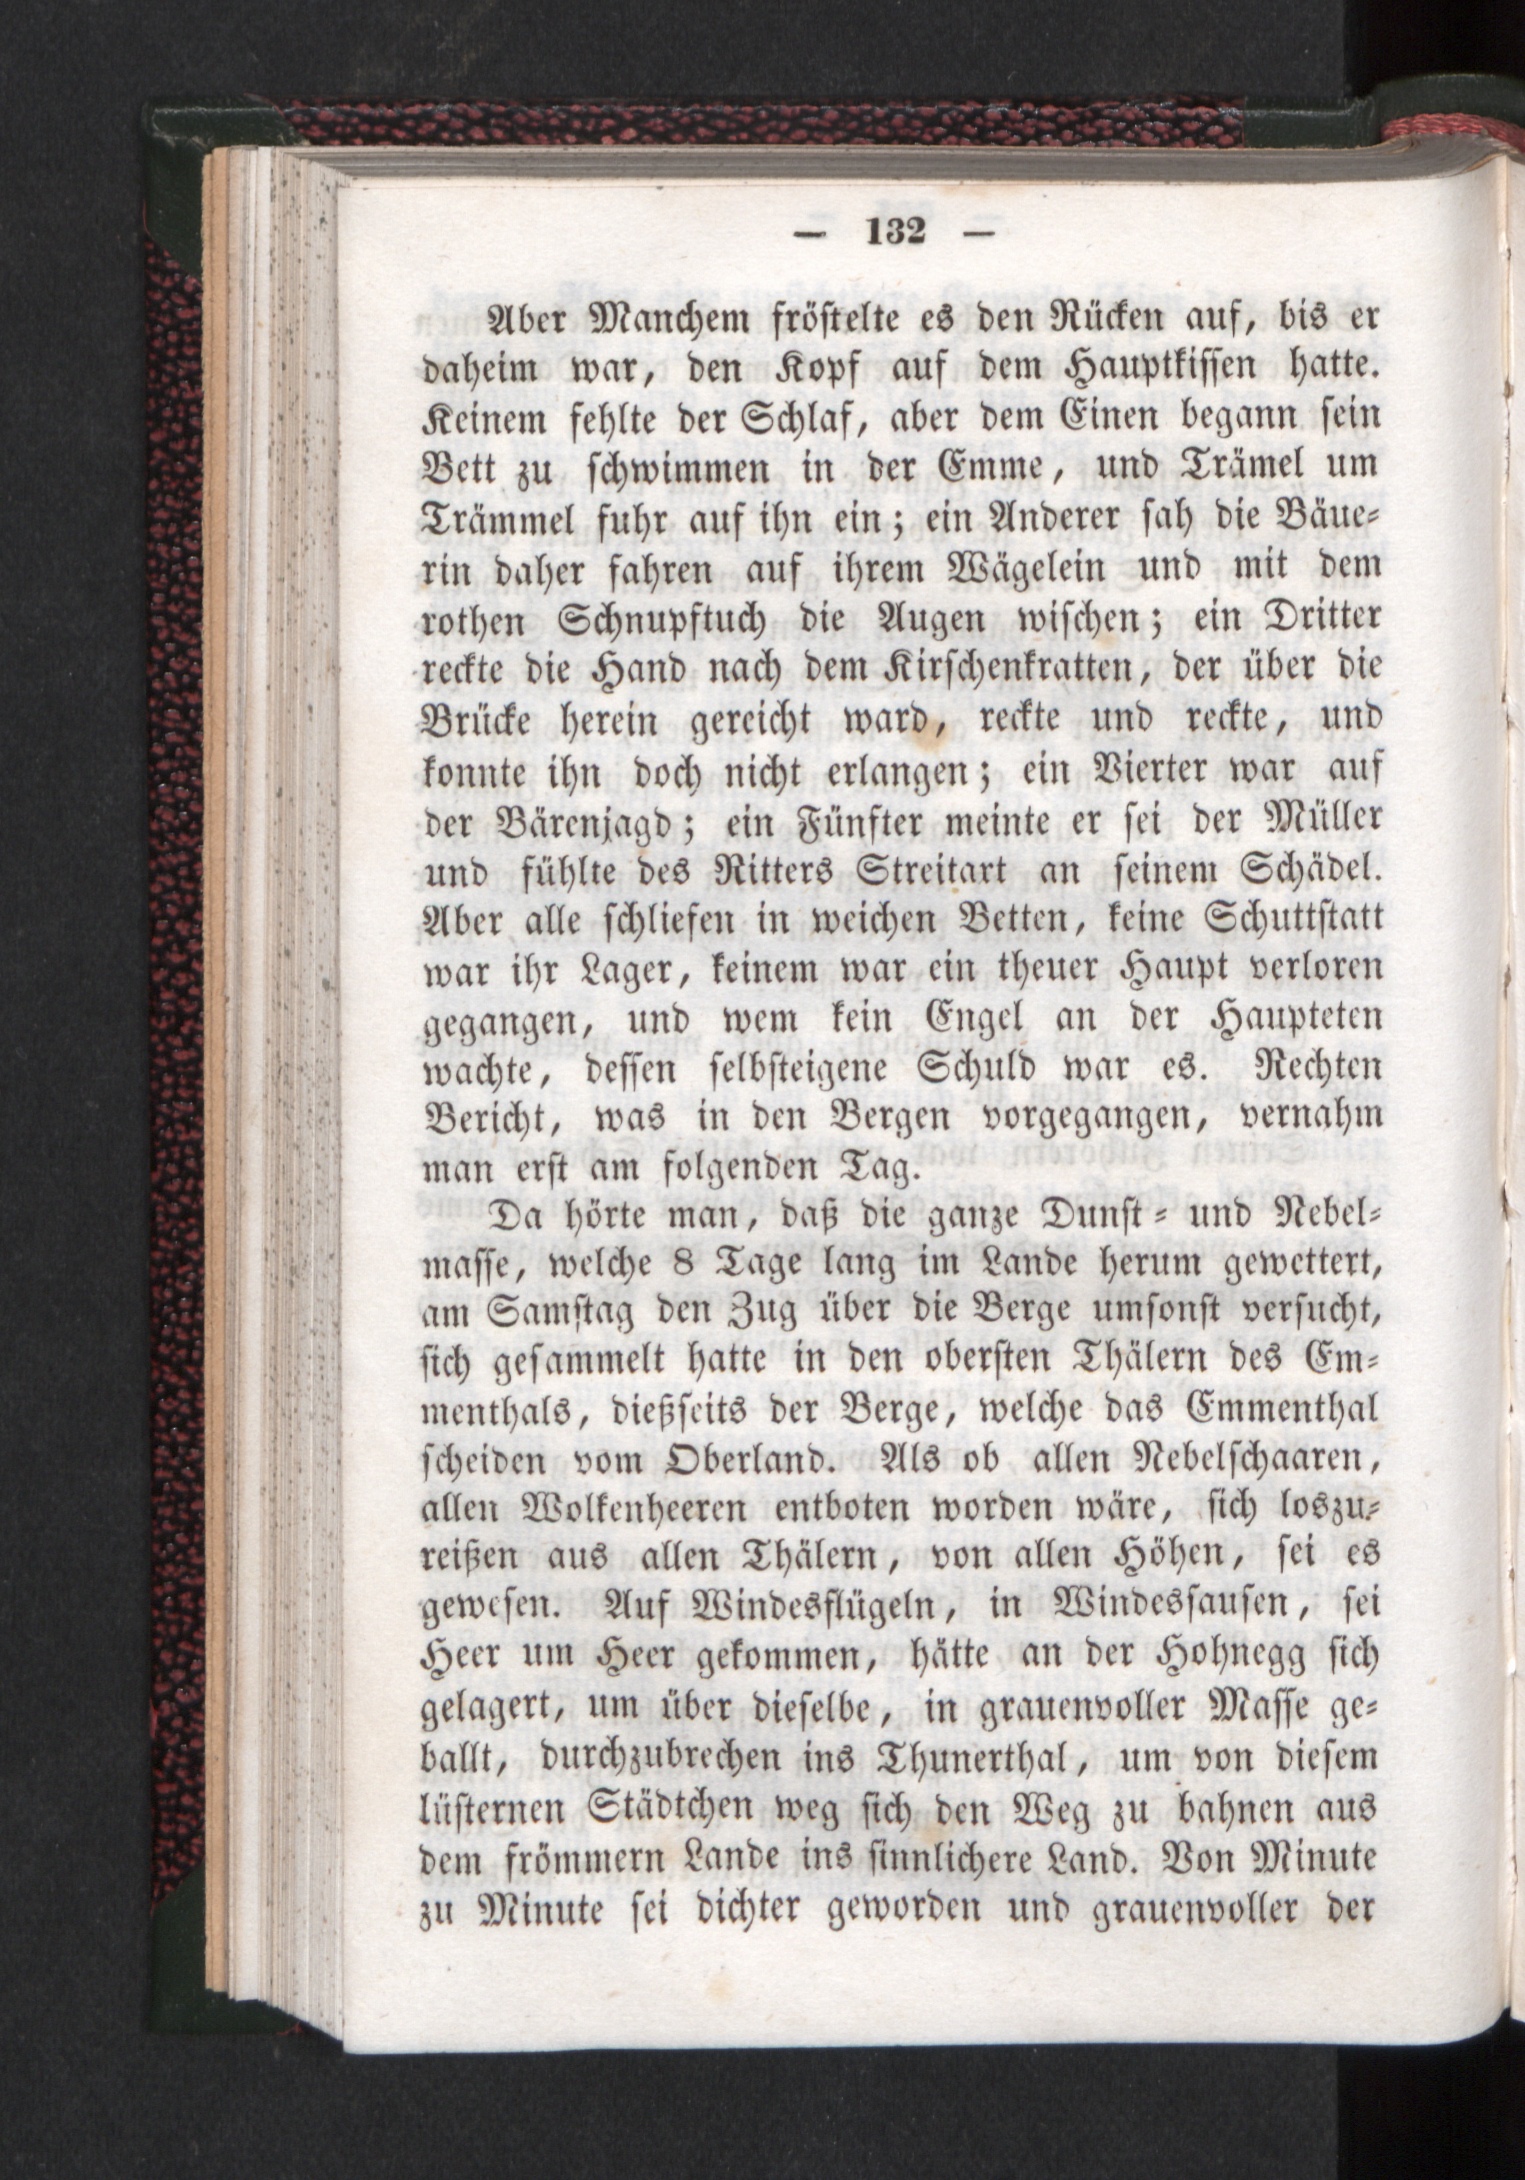 — 132 —
Aber Manchem fröstelte es den Rücken auf, bis er
daheim war, den Kopf auf dem Hauptkissen hatte.
Keinem fehlte der Schlaf, aber dem Einen begann sein
Bett zu schwimmen in der Emme, und Trämel um
Trämmel fuhr auf ihn ein; ein Anderer sah die Bäue-
rin daher fahren auf ihrem Wägelein und mit dem
rothen Schnupftuch die Augen wischen; ein Dritter
reckte die Hand nach dem Kirschenkratten, der über die
Brücke herein gereicht ward, reckte und reckte, und
konnte ihn doch nicht erlangen; ein Vierter war auf
der Bärenjagd; ein Fünfter meinte er sei der Müller
und fühlte des Ritters Streitart an seinem Schädel.
Aber alle schliefen in weichen Betten, keine Schuttstatt
war ihr Lager, keinem war ein theuer Haupt verloren
gegangen, und wem kein Engel an der Haupteten
wachte, dessen selbsteigene Schuld war es. Rechten
Bericht, was in den Bergen vorgegangen, vernahm
man erst am folgenden Tag.
Da hörte man, daß die ganze Dunst- und Nebel-
masse, welche 8 Tage lang im Lande herum gewettert,
am Samstag den Zug über die Berge umsonst versucht,
sich gesammelt hatte in den obersten Thälern des Em-
menthals, dießseits der Berge, welche das Emmenthal
scheiden vom Oberland. Als ob allen Nebelschaaren,
allen Wolkenheeren entboten worden wäre, sich loszu-
reißen aus allen Thälern, von allen Höhen, sei es
gewesen. Auf Windesflügeln, in Windessausen, sei
Heer um Heer gekommen, hätte an der Hohnegg sich
gelagert, um über dieselbe, in grauenvoller Masse ge-
ballt, durchzubrechen ins Thunerthal, um von diesem
lüsternen Städtchen weg sich den Weg zu bahnen aus
dem frömmern Lande ins sinnlichere Land. Von Minute
zu Minute sei dichter geworden und grauenvoller der